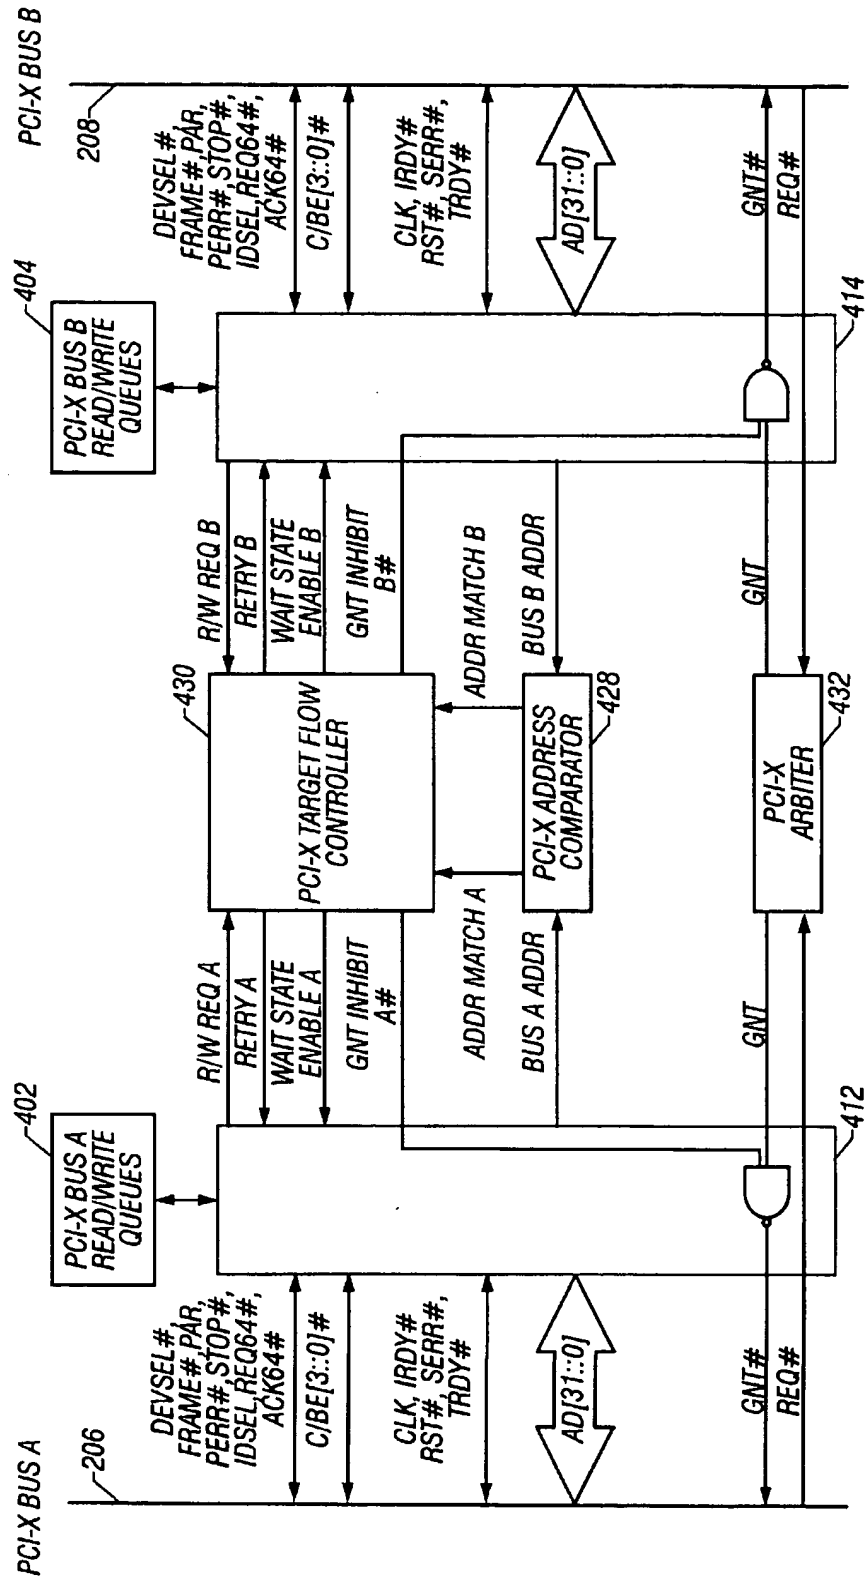 PCI-X BUS A
206
DEVSEL#,
FRAME#,PAR,
PERR#,STOP#,
IDSEL,REQ64#,
ACK64#
C/BE[3::0]#
CLK, IRDY#
RST#, SERR#,
TRDY#
AD[31::0]
GNT#
REQ#
402
PCI-X BUS A
READ/WRITE
QUEUES
412
R/W REQ A
RETRY A
WAIT STATE
ENABLE A
GNT INHIBIT
A#
ADDR MATCH A
BUS A ADDR
GNT
430
PCI-X TARGET FLOW
CONTROLLER
PCI-X ADDRESS
COMPARATOR
428
PCI-X
ARBITER
432
R/W REQ B
RETRY B
WAIT STATE
ENABLE B
GNT INHIBIT
B#
ADDR MATCH B
BUS B ADDR
GNT
404
PCI-X BUS B
READ/WRITE
QUEUES
414
DEVSEL#
FRAME#,PAR,
PERR#,STOP#,
IDSEL,REQ64#,
ACK64#
C/BE[3::0]#
CLK, IRDY#
RST#, SERR#,
TRDY#
AD[31::0]
GNT#
REQ#
208
PCI-X BUS B